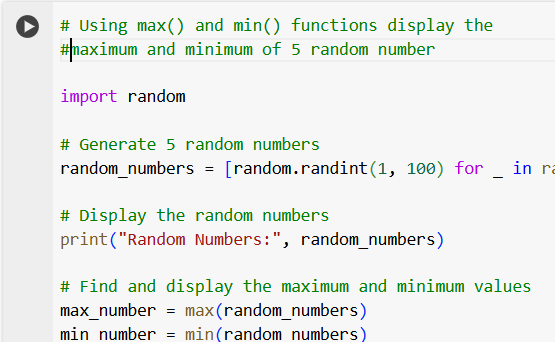 # Using max() and min() functions display the
#maximum and minimum of 5 random number
import random
# Generate 5 random numbers
random_numbers = [random.randint(1, 100) for _ in
# Display the random numbers
print("Random Numbers:", random_numbers)
# Find and display the maximum and minimum values
max_number = max(random_numbers)
min_number = min(random_numbers)